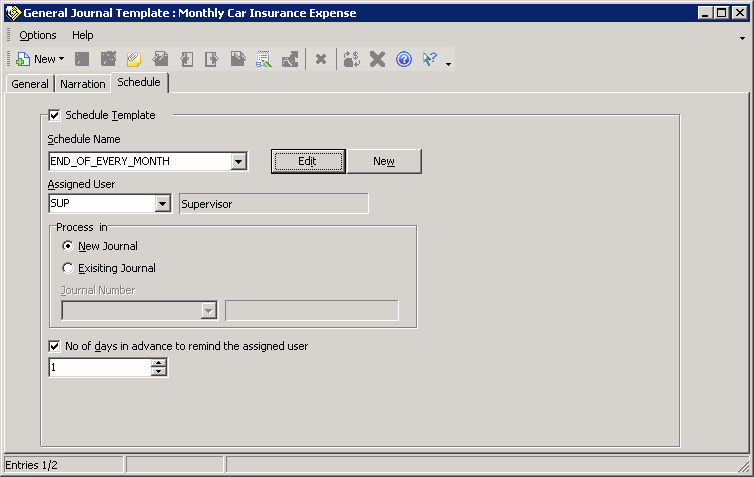 General Journal Template : Monthly Car Insurance Expense
Options Help
New
General Narration Schedule
Schedule Template
Schedule Name
END_OF_EVERY_MONTH Edit New
Assigned User
SUP Supervisor
Process in
New Journal
Exisiting Journal
Journal Number
No of days in advance to remind the assigned user
1
Entries 1/2